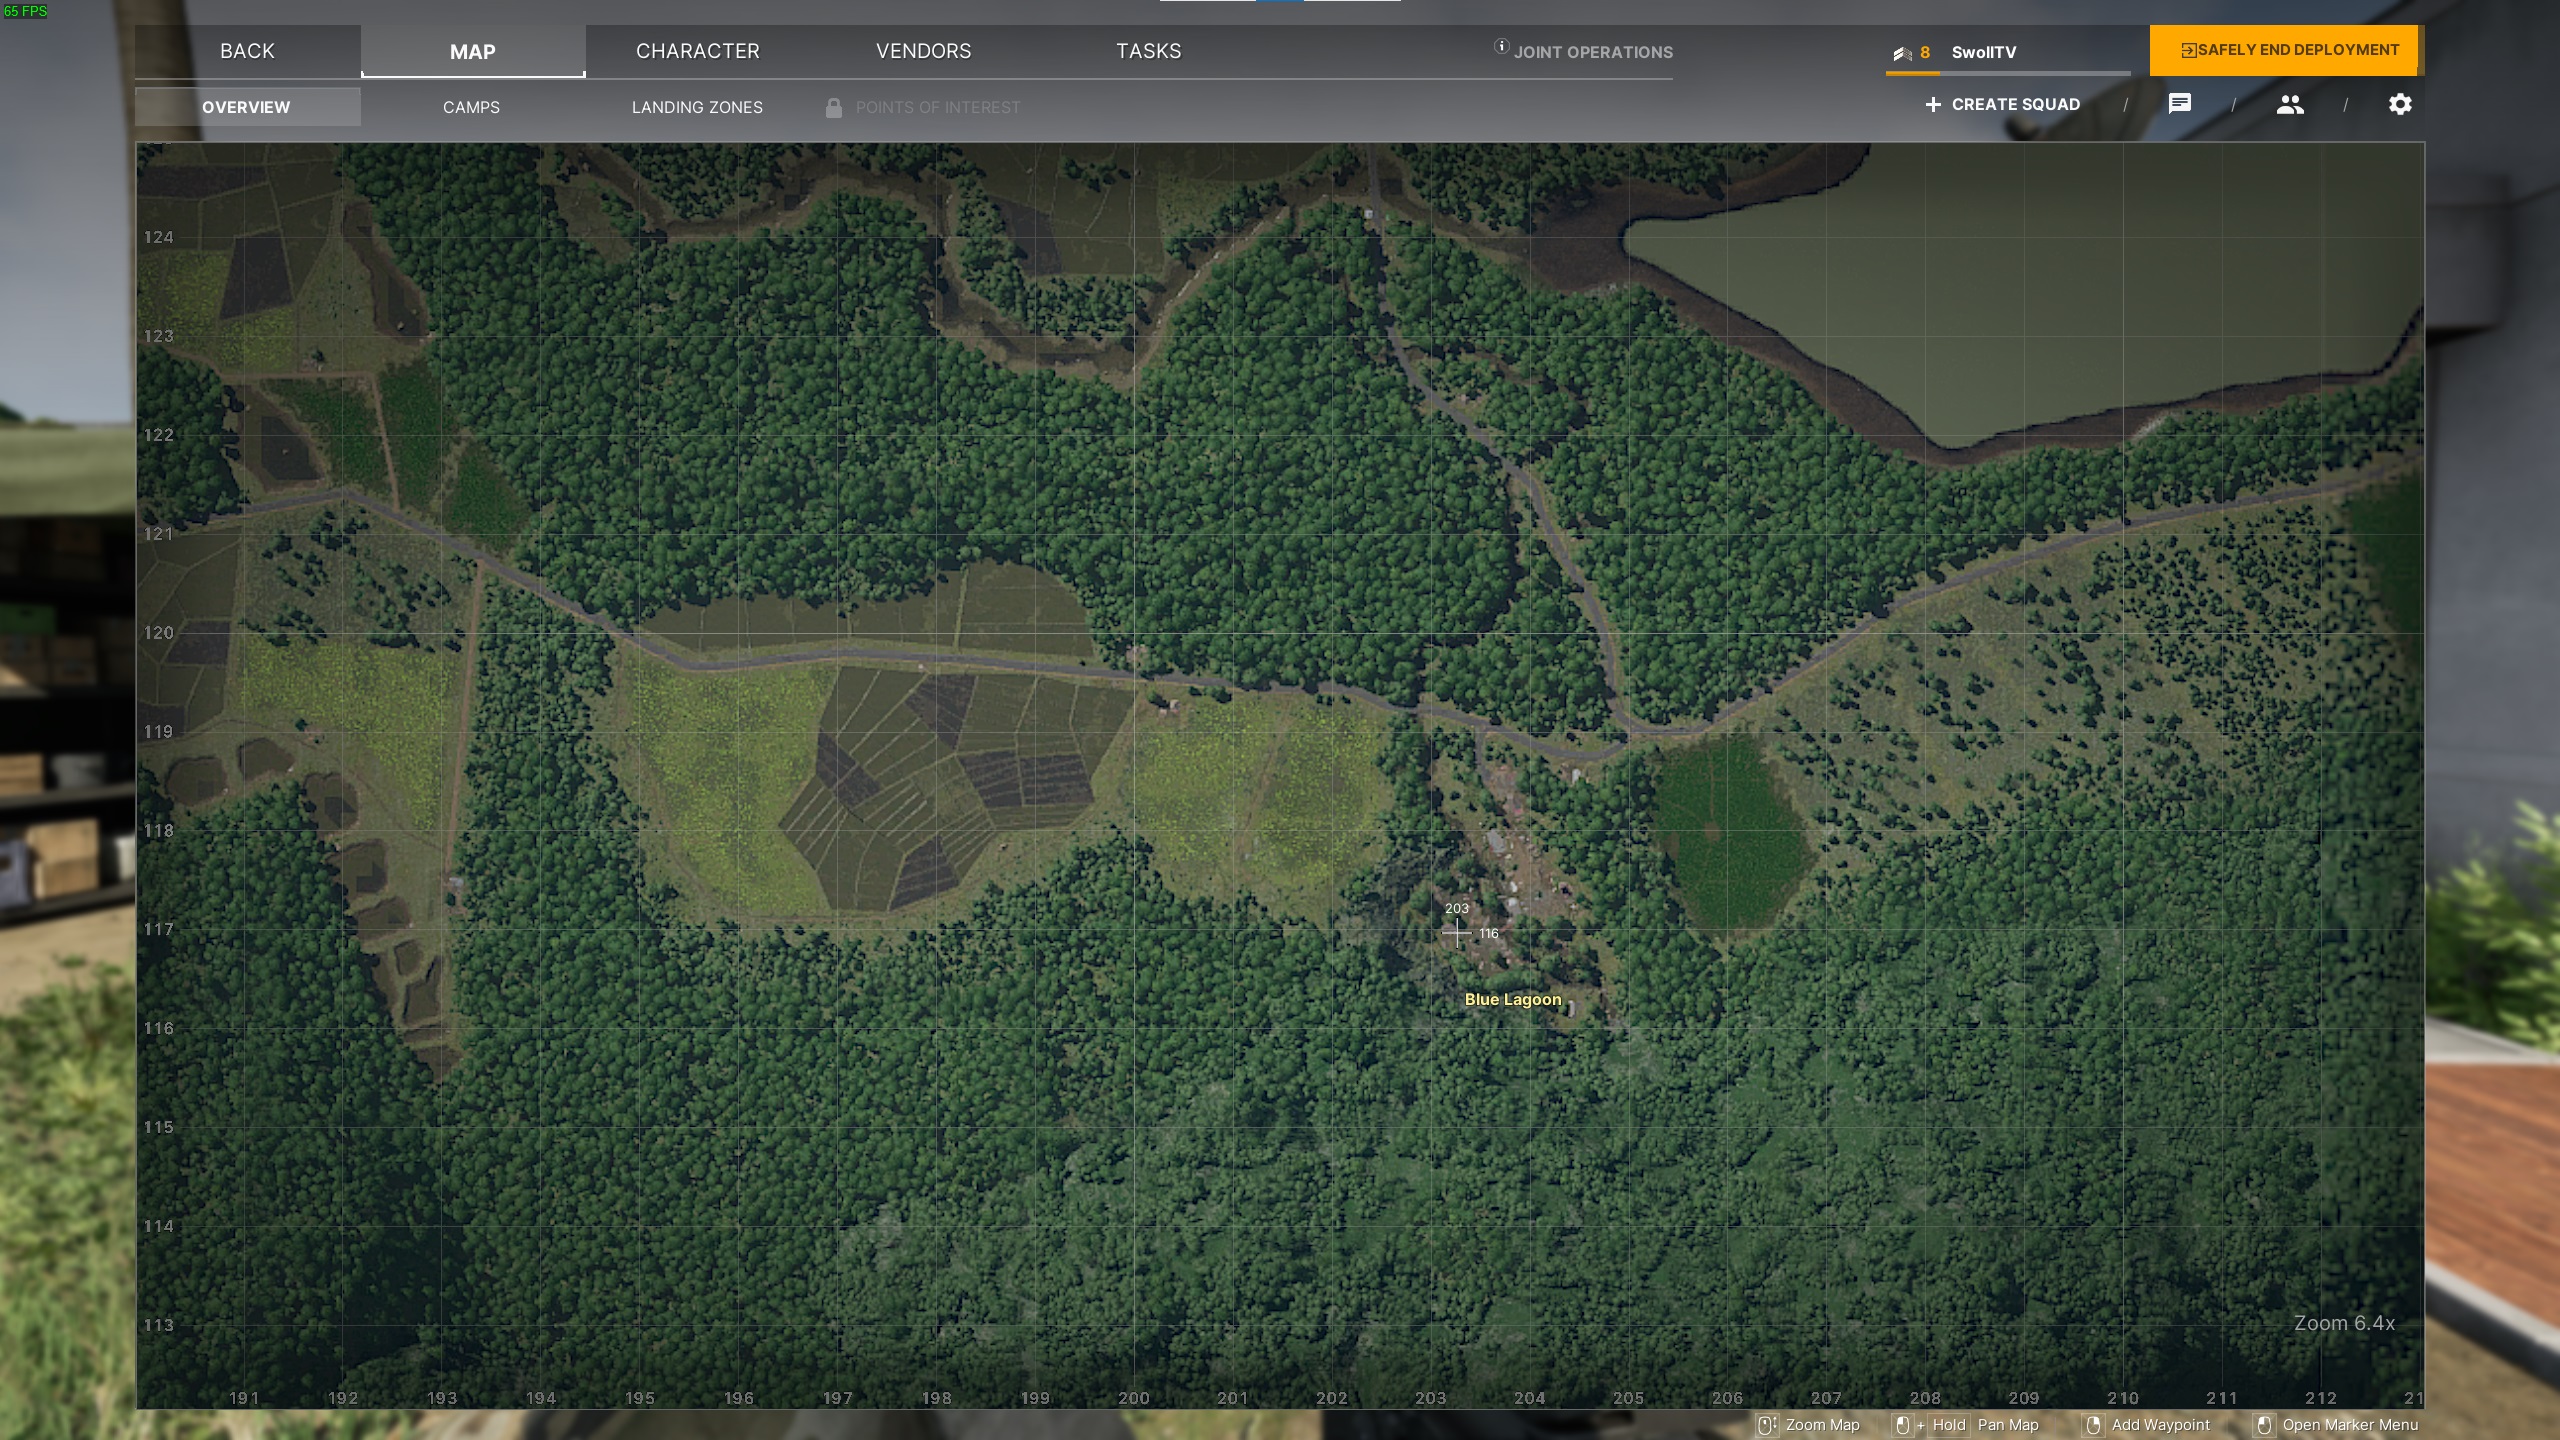 65 FPS
BACK
MAP
CHARACTER
VENDORS
TASKS
JOINT OPERATIONS
8 SwollTV
SAFELY END DEPLOYMENT
OVERVIEW
CAMPS
LANDING ZONES
POINTS OF INTEREST
+ CREATE SQUAD / / /
124
123
122
121
120
119
118
117
203
116
Blue Lagoon
116
115
114
113
Zoom 6.4x
191 192 193 194 195 196 197 198 199 200 201 202 203 204 205 206 207 208 209 210 211 212 21
Zoom Map + Hold Pan Map Add Waypoint Open Marker Menu